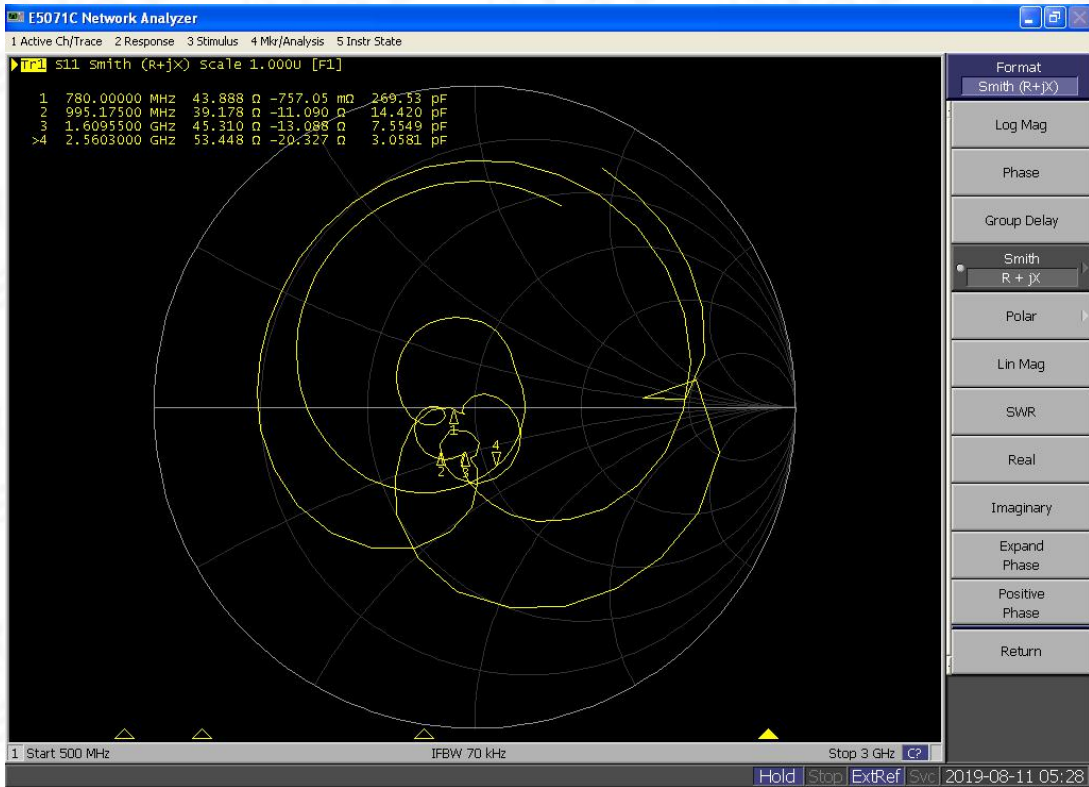 E5071C Network Analyzer
1 Active Ch/Trace 2 Response 3 Stimulus 4 Mkr/Analysis 5 Instr State
Tr1 S11 Smith (R+jX) Scale 1.000U [F1]
1 780.00000 MHz 43.888 Ω -757.05 mΩ 269.53 pF
2 995.17500 MHz 39.178 Ω -11.090 Ω 14.420 pF
3 1.6095500 GHz 45.310 Ω -13.088 Ω 7.5549 pF
>4 2.5603000 GHz 53.448 Ω -20.327 Ω 3.0581 pF
1
2
3
4
1 Start 500 MHz
IFBW 70 kHz
Stop 3 GHz C?
Format
Smith (R+jX)
Log Mag
Phase
Group Delay
Smith
R + jX
Polar
Lin Mag
SWR
Real
Imaginary
Expand
Phase
Positive
Phase
Return
Hold Stop ExtRef Svc 2019-08-11 05:28